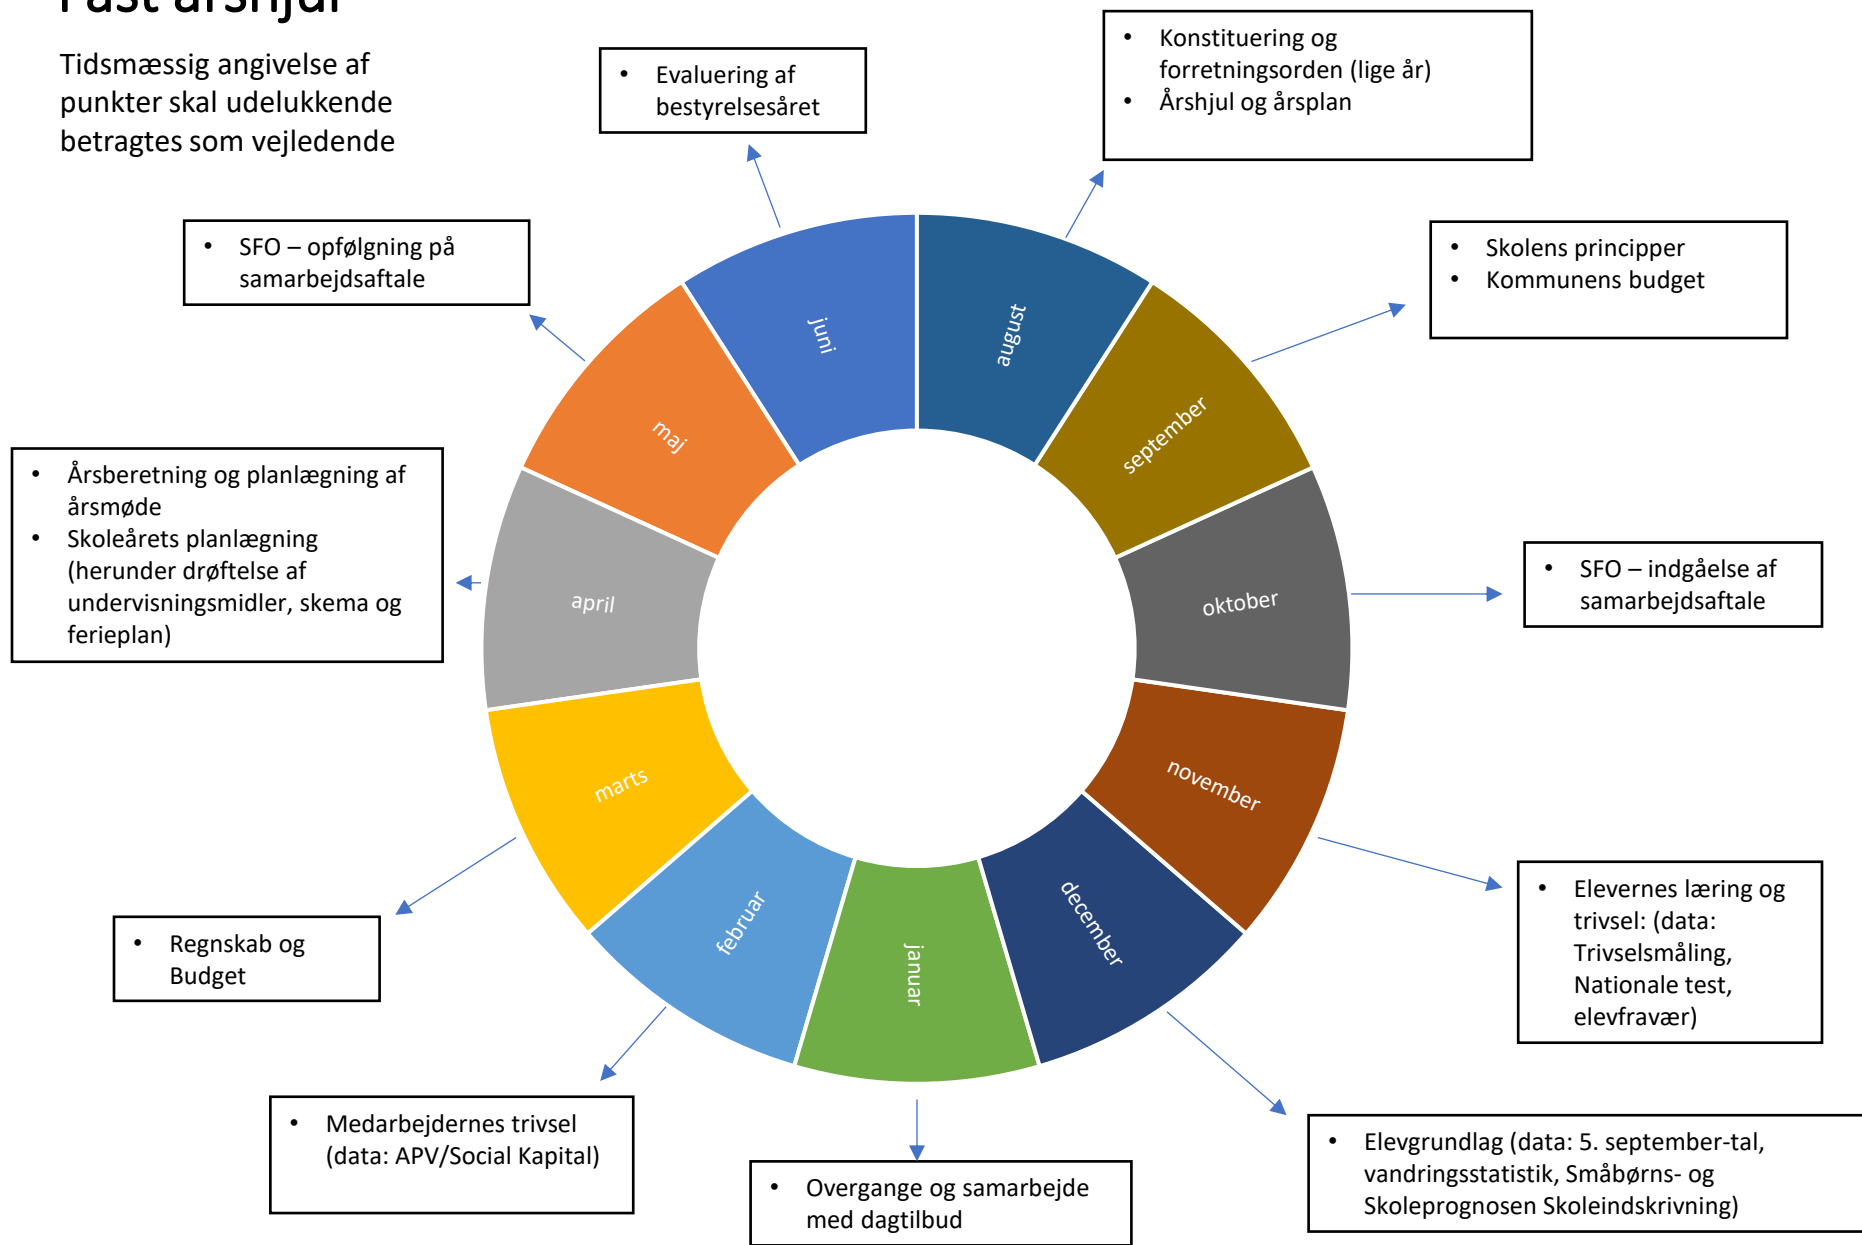 Fast årshjul
Tidsmæssig angivelse af
punkter skal udelukkende
betragtes som vejledende
• Evaluering af
bestyrelsesåret
• Konstituering og
forretningsorden (lige år)
• Årshjul og årsplan
• SFO – opfølgning på
samarbejdsaftale
• Skolens principper
• Kommunens budget
• Årsberetning og planlægning af
årsmøde
• Skoleårets planlægning
(herunder drøftelse af
undervisningsmidler, skema og
ferieplan)
• SFO – indgåelse af
samarbejdsaftale
• Regnskab og
Budget
• Elevernes læring og
trivsel: (data:
Trivselsmåling,
Nationale test,
elevfravær)
• Medarbejdernes trivsel
(data: APV/Social Kapital)
• Overgange og samarbejde
med dagtilbud
• Elevgrundlag (data: 5. september-tal,
vandringsstatistik, Småbørns- og
Skoleprognosen Skoleindskrivning)
august
september
oktober
november
december
januar
februar
marts
april
maj
juni